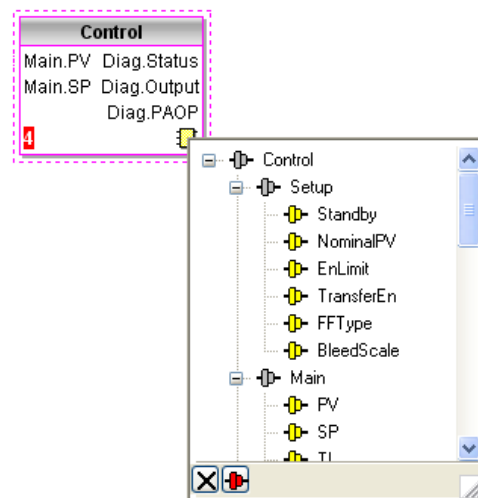 Control
Main.PV Diag.Status
Main.SP Diag.Output
Diag.PAOP
4
Control
Setup
Standby
NominalPV
EnLimit
TransferEn
FFType
BleedScale
Main
PV
SP
TI